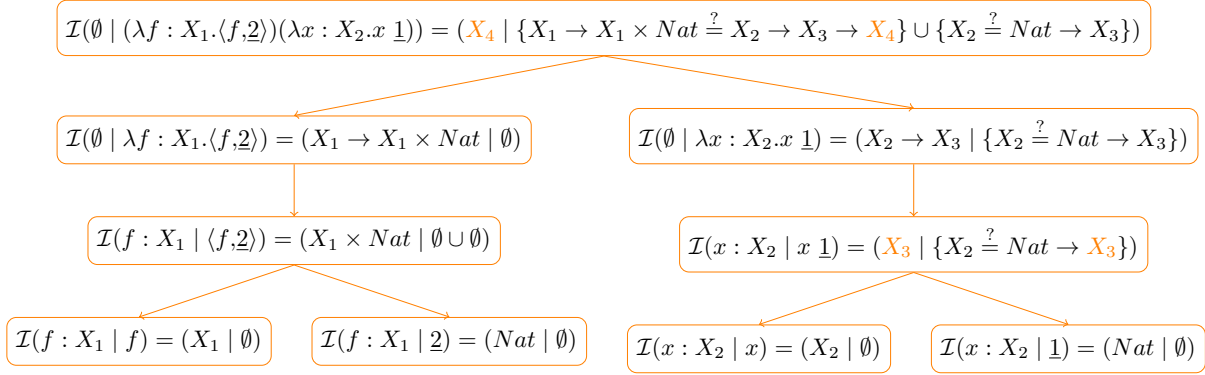 𝓘(∅ | (λf : X₁.⟨f,2̲⟩)(λx : X₂.x 1̲)) = (X₄ | {X₁ → X₁ × Nat ≟ X₂ → X₃ → X₄} ∪ {X₂ ≟ Nat → X₃})
𝓘(∅ | λf : X₁.⟨f,2̲⟩) = (X₁ → X₁ × Nat | ∅)
𝓘(∅ | λx : X₂.x 1̲) = (X₂ → X₃ | {X₂ ≟ Nat → X₃})
𝓘(f : X₁ | ⟨f,2̲⟩) = (X₁ × Nat | ∅ ∪ ∅)
𝓘(x : X₂ | x 1̲) = (X₃ | {X₂ ≟ Nat → X₃})
𝓘(f : X₁ | f) = (X₁ | ∅)
𝓘(f : X₁ | 2̲) = (Nat | ∅)
𝓘(x : X₂ | x) = (X₂ | ∅)
𝓘(x : X₂ | 1̲) = (Nat | ∅)